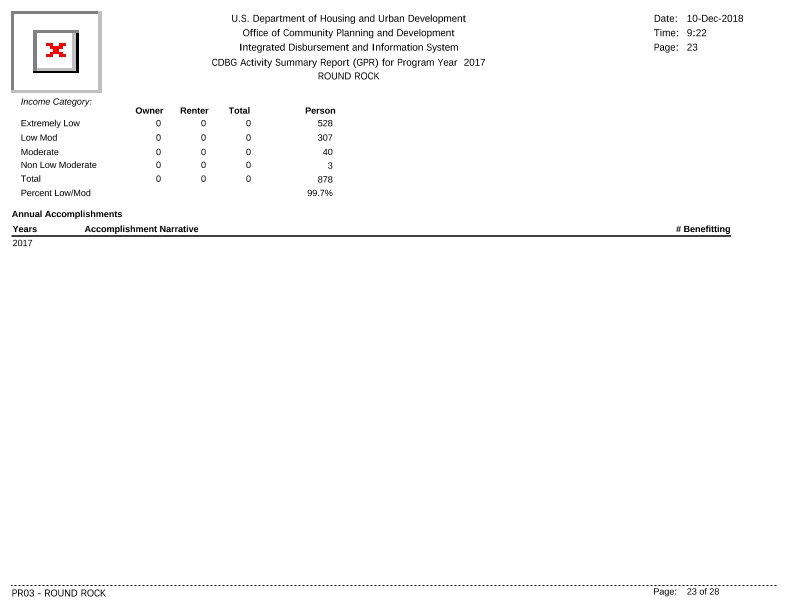 U.S. Department of Housing and Urban Development
Office of Community Planning and Development
Integrated Disbursement and Information System
CDBG Activity Summary Report (GPR) for Program Year 2017
ROUND ROCK
Date: 10-Dec-2018
Time: 9:22
Page: 23
Income Category:
Owner Renter Total Person
Extremely Low 0 0 0 528
Low Mod 0 0 0 307
Moderate 0 0 0 40
Non Low Moderate 0 0 0 3
Total 0 0 0 878
Percent Low/Mod 99.7%
Annual Accomplishments
Years Accomplishment Narrative # Benefitting
2017
PR03 - ROUND ROCK Page: 23 of 28